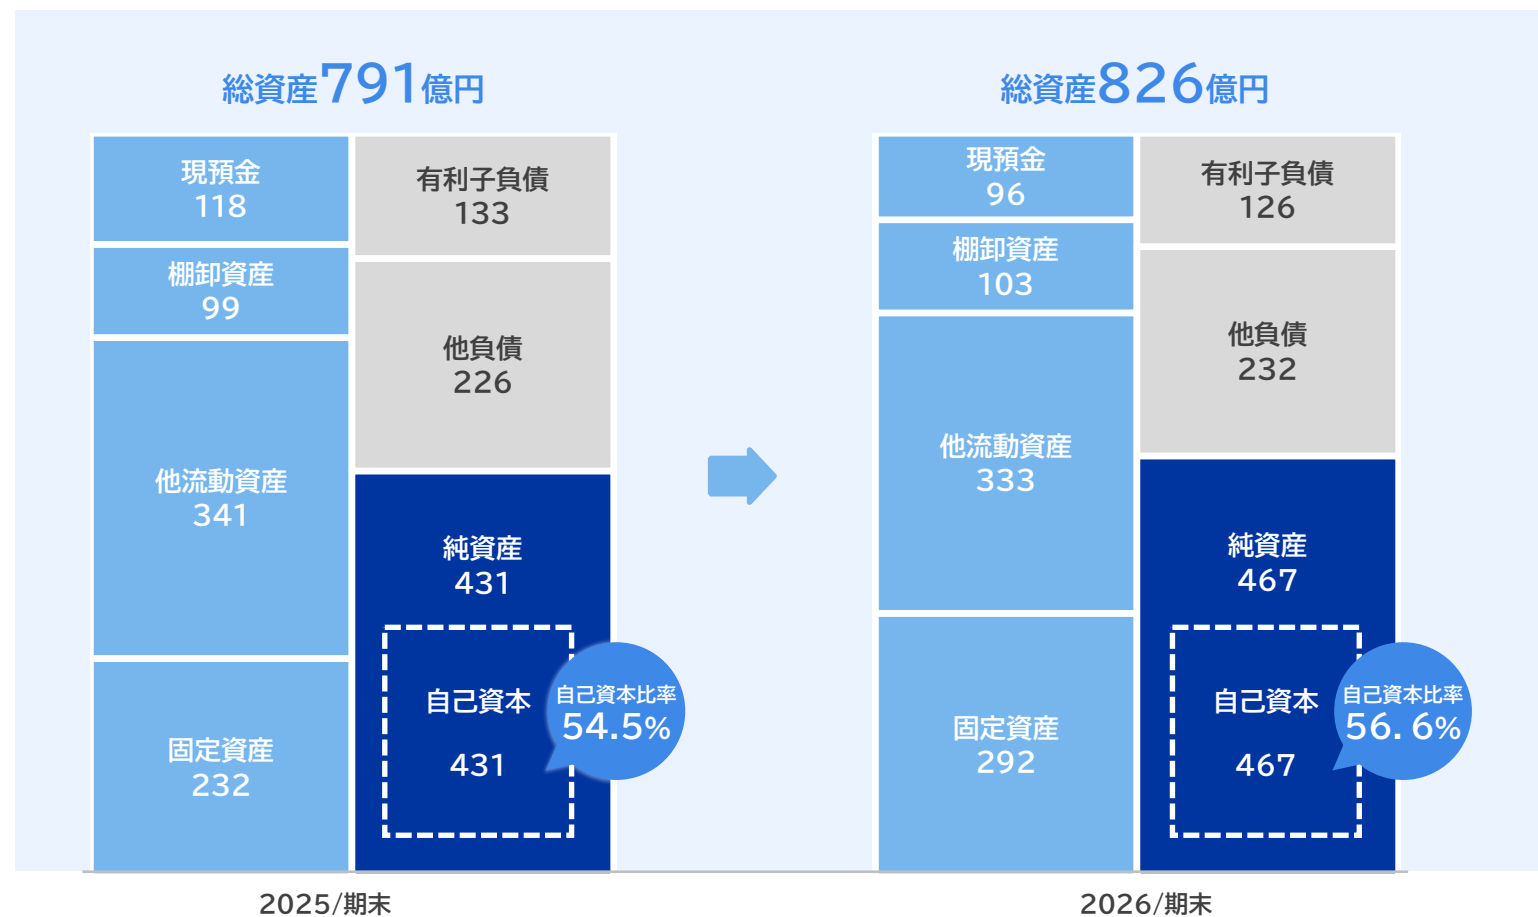 総資産791億円
現預金
118
棚卸資産
99
他流動資産
341
固定資産
232
有利子負債
133
他負債
226
純資産
431
自己資本
431
自己資本比率
54.5%
2025/期末
総資産826億円
現預金
96
棚卸資産
103
他流動資産
333
固定資産
292
有利子負債
126
他負債
232
純資産
467
自己資本
467
自己資本比率
56.6%
2026/期末